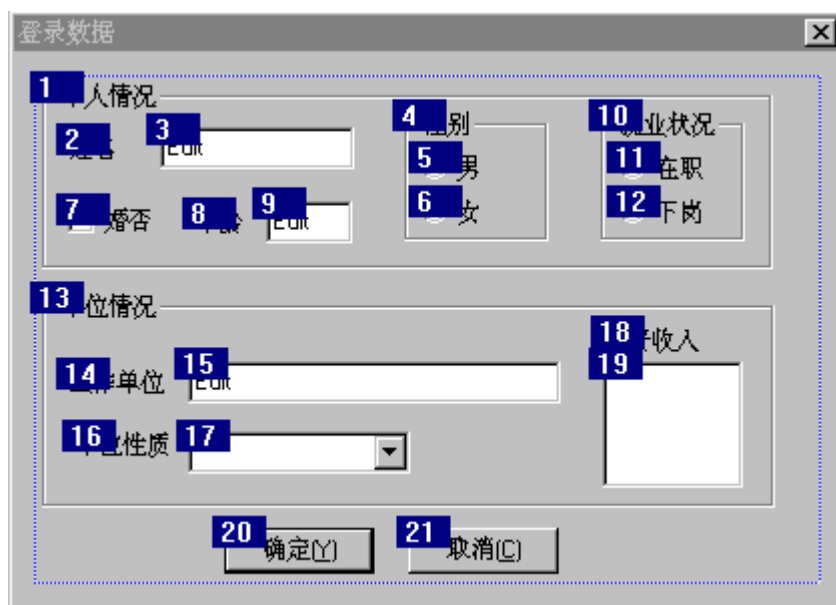 登录数据
1 人情况
2 3
4 别
5 男
6 女
7 婚否 8 龄 9
10 业状况
11 在职
12 下岗
13 位情况
14 单位 15
16 性质 17
18 收入
19
20 确定(Y) 21 取消(C)